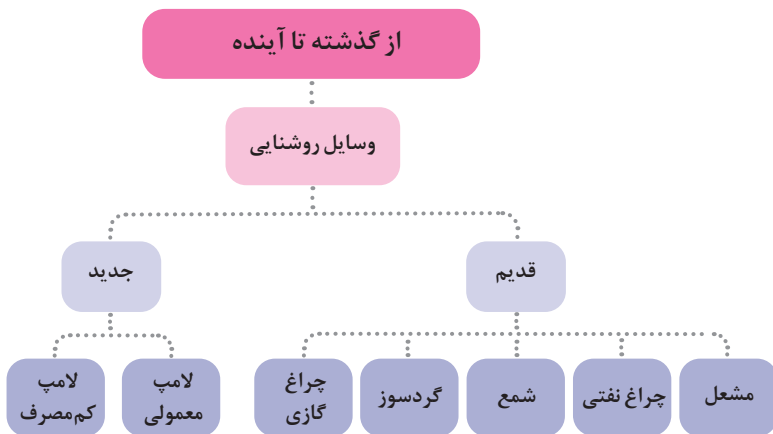 از گذشته تا آینده
وسایل روشنایی
قدیم
جدید
مشعل
چراغ نفتی
شمع
گردسوز
چراغ
گازی
لامپ
معمولی
لامپ
کم‌مصرف